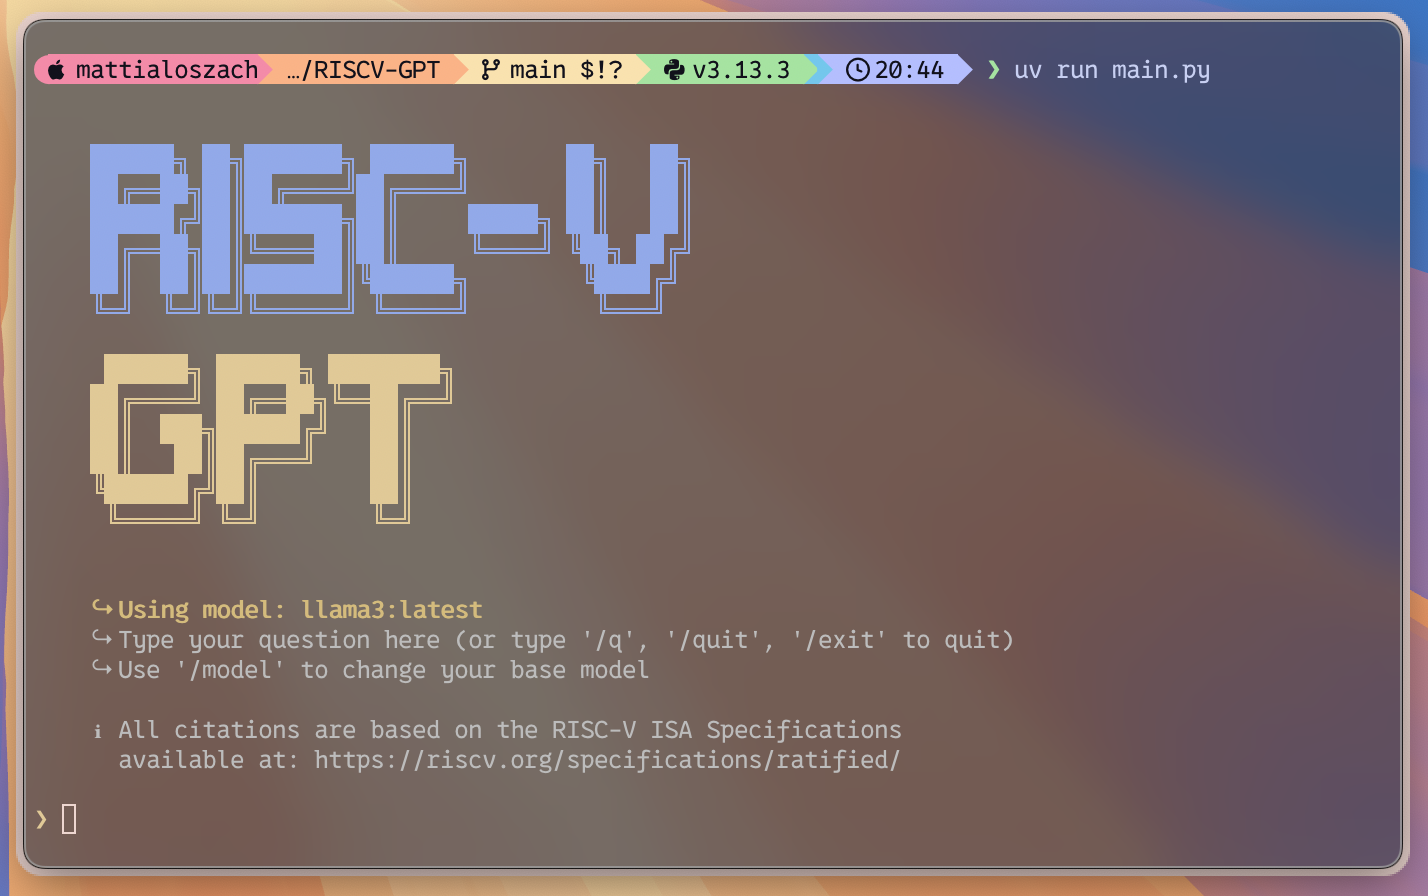 mattialoszach …/RISCV-GPT main $!? v3.13.3 20:44 ❯ uv run main.py
RISC-V
GPT
↪ Using model: llama3:latest
↪ Type your question here (or type '/q', '/quit', '/exit' to quit)
↪ Use '/model' to change your base model
ℹ All citations are based on the RISC-V ISA Specifications
available at: https://riscv.org/specifications/ratified/
❯